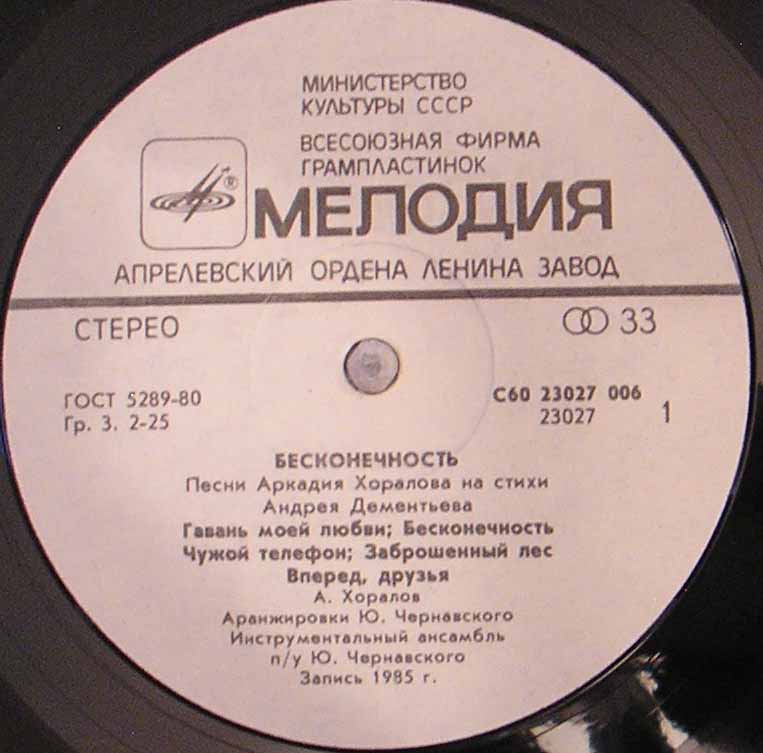 МИНИСТЕРСТВО
КУЛЬТУРЫ СССР
ВСЕСОЮЗНАЯ ФИРМА
ГРАМПЛАСТИНОК
®
МЕЛОДИЯ
АПРЕЛЕВСКИЙ ОРДЕНА ЛЕНИНА ЗАВОД
СТЕРЕО
33
ГОСТ 5289-80
Гр. 3. 2-25
С60 23027 006
23027
1
БЕСКОНЕЧНОСТЬ
Песни Аркадия Хоралова на стихи
Андрея Дементьева
Гавань моей любви; Бесконечность
Чужой телефон; Заброшенный лес
Вперед, друзья
А. Хоралов
Аранжировки Ю. Чернавского
Инструментальный ансамбль
п/у Ю. Чернавского
Запись 1985 г.